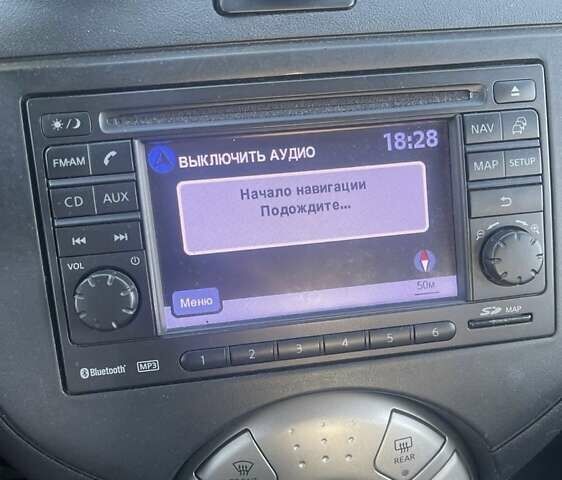 FM·AM
CD AUX
VOL
Bluetooth MP3
ВЫКЛЮЧИТЬ АУДИО 18:28
Начало навигации
Подождите...
50м
Меню
1 2 3 4 5 6
NAV
MAP SETUP
SD MAP
FRONT
REAR